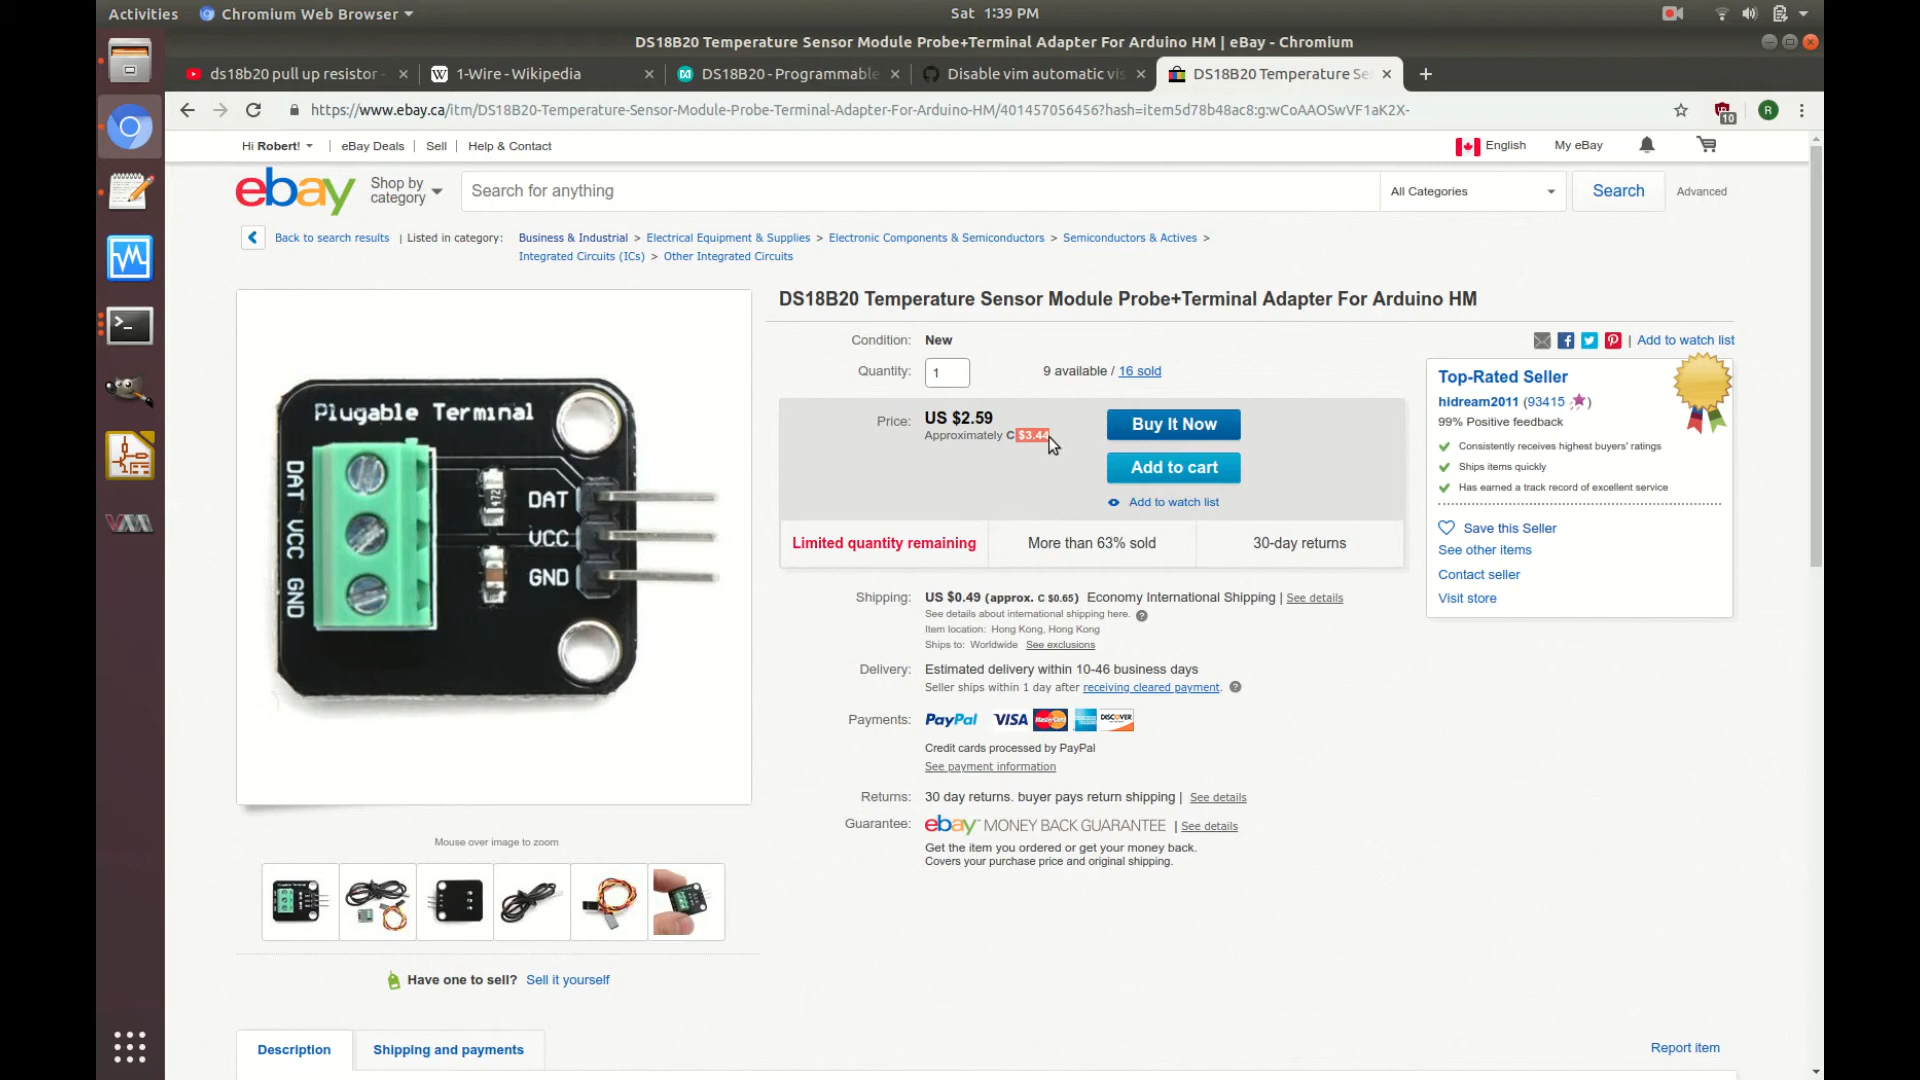 Activities
Chromium Web Browser
Sat 1:39 PM
DS18B20 Temperature Sensor Module Probe+Terminal Adapter For Arduino HM | eBay - Chromium
ds18b20 pull up resistor -
1-Wire - Wikipedia
DS18B20 - Programmable
Disable vim automatic vis
DS18B20 Temperature Se
https://www.ebay.ca/itm/DS18B20-Temperature-Sensor-Module-Probe-Terminal-Adapter-For-Arduino-HM/401457056456?hash=item5d78b48ac8:g:wCoAAOSwVF1aK2X-
10
R
Hi Robert!
eBay Deals
Sell
Help & Contact
English
My eBay
ebay
Shop by category
Search for anything
All Categories
Search
Advanced
Back to search results
| Listed in category:
Business & Industrial > Electrical Equipment & Supplies > Electronic Components & Semiconductors > Semiconductors & Actives >
Integrated Circuits (ICs) > Other Integrated Circuits
DS18B20 Temperature Sensor Module Probe+Terminal Adapter For Arduino HM
Condition: New
| Add to watch list
Quantity: 1
9 available / 16 sold
Price: US $2.59
Approximately C $3.44
Buy It Now
Add to cart
Add to watch list
Limited quantity remaining
More than 63% sold
30-day returns
Top-Rated Seller
hidream2011 (93415 )
99% Positive feedback
Consistently receives highest buyers' ratings
Ships items quickly
Has earned a track record of excellent service
Save this Seller
See other items
Contact seller
Visit store
Shipping: US $0.49 (approx. C $0.65) Economy International Shipping | See details
See details about international shipping here. ?
Item location: Hong Kong, Hong Kong
Ships to: Worldwide See exclusions
Delivery: Estimated delivery within 10-46 business days
Seller ships within 1 day after receiving cleared payment. ?
Payments: PayPal VISA MasterCard DISCOVER
Credit cards processed by PayPal
See payment information
Returns: 30 day returns. buyer pays return shipping | See details
Guarantee: ebay MONEY BACK GUARANTEE | See details
Get the item you ordered or get your money back.
Covers your purchase price and original shipping.
Plugable Terminal
DAT
VCC
GND
472
DAT
VCC
GND
Mouse over image to zoom
Have one to sell? Sell it yourself
Description
Shipping and payments
Report item